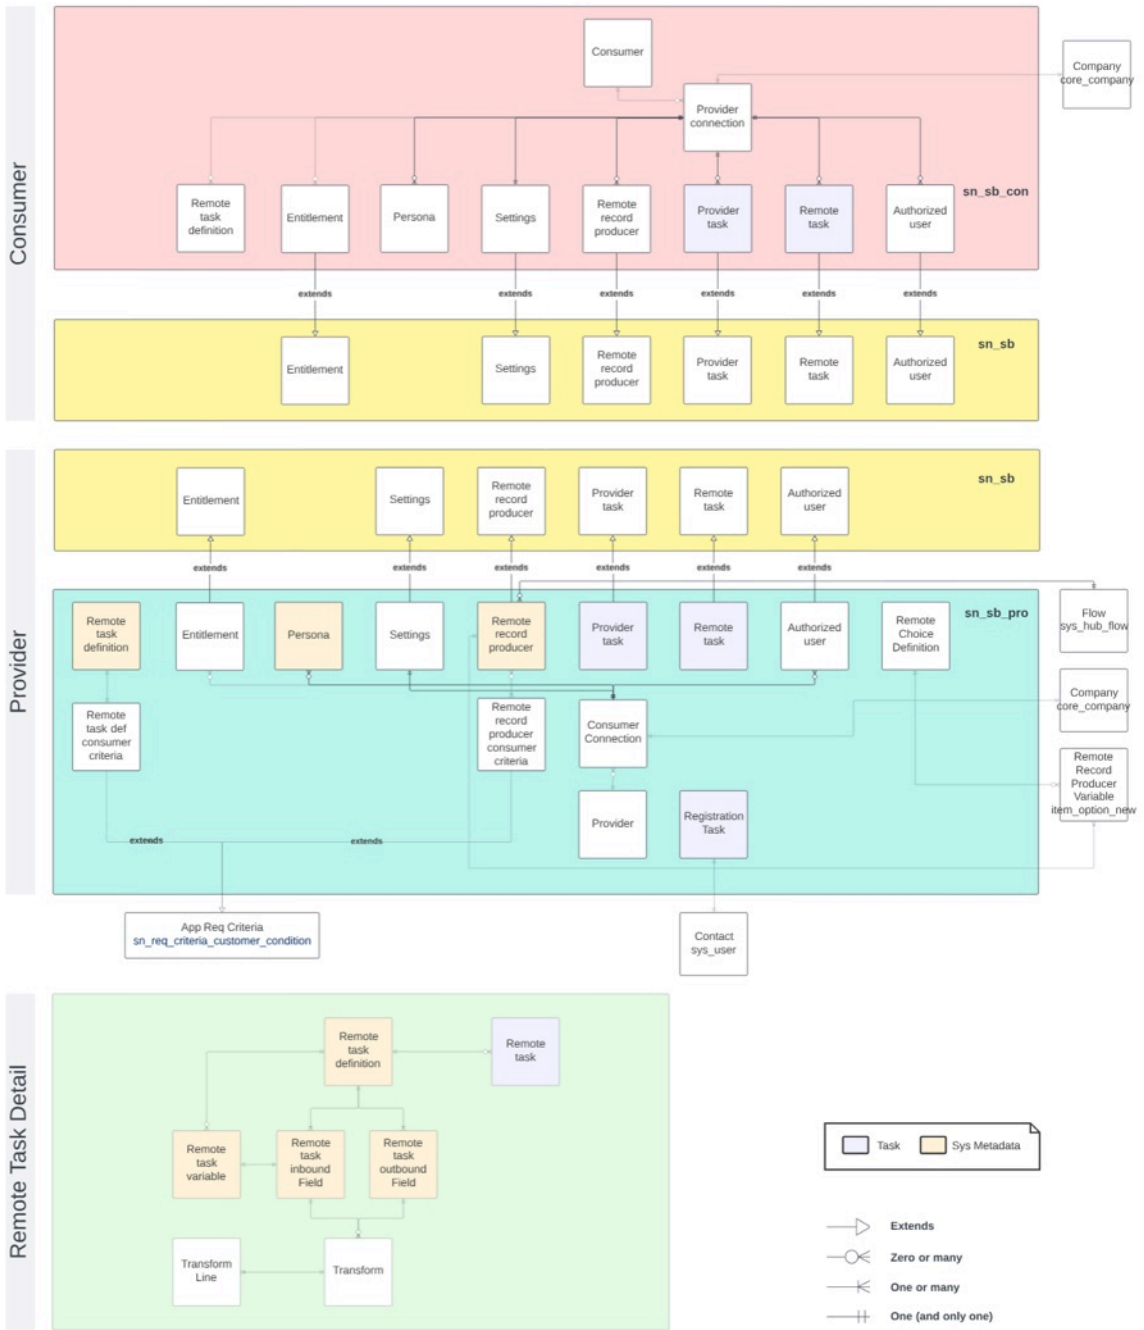 Consumer
Consumer
Company
core_company
Provider
connection
sn_sb_con
Remote
task
definition
Entitlement
Persona
Settings
Remote
record
producer
Provider
task
Remote
task
Authorized
user
extends
extends
extends
extends
extends
extends
sn_sb
Entitlement
Settings
Remote
record
producer
Provider
task
Remote
task
Authorized
user
Provider
sn_sb
Entitlement
Settings
Remote
record
producer
Provider
task
Remote
task
Authorized
user
extends
extends
extends
extends
extends
extends
sn_sb_pro
Remote
task
definition
Entitlement
Persona
Settings
Remote
record
producer
Provider
task
Remote
task
Authorized
user
Remote
Choice
Definition
Flow
sys_hub_flow
Remote
task def
consumer
criteria
Remote
record
producer
consumer
criteria
Consumer
Connection
Company
core_company
Provider
Registration
Task
Remote
Record
Producer
Variable
item_option_new
extends
extends
App Req Criteria
sn_req_criteria_customer_condition
Contact
sys_user
Remote Task Detail
Remote
task
definition
Remote
task
Remote
task
variable
Remote
task
inbound
Field
Remote
task
outbound
Field
Transform
Line
Transform
Task
Sys Metadata
Extends
Zero or many
One or many
One (and only one)